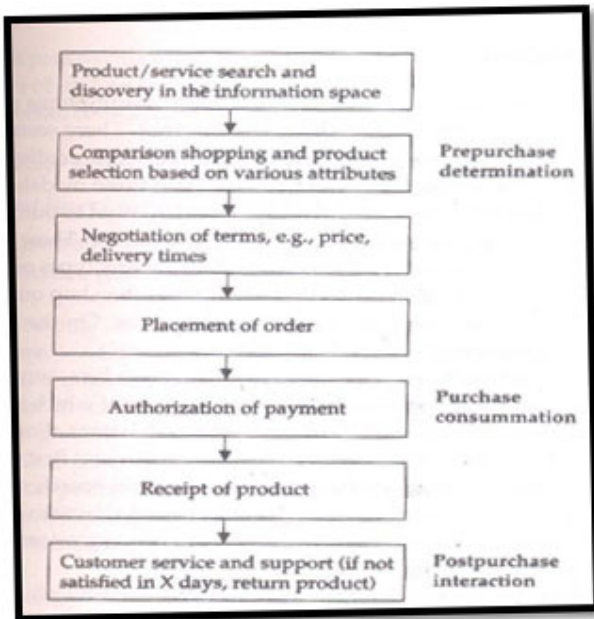 Product/service search and
discovery in the information space
Comparison shopping and product
selection based on various attributes
Prepurchase
determination
Negotiation of terms, e.g., price,
delivery times
Placement of order
Authorization of payment
Purchase
consummation
Receipt of product
Customer service and support (if not
satisfied in X days, return product)
Postpurchase
interaction